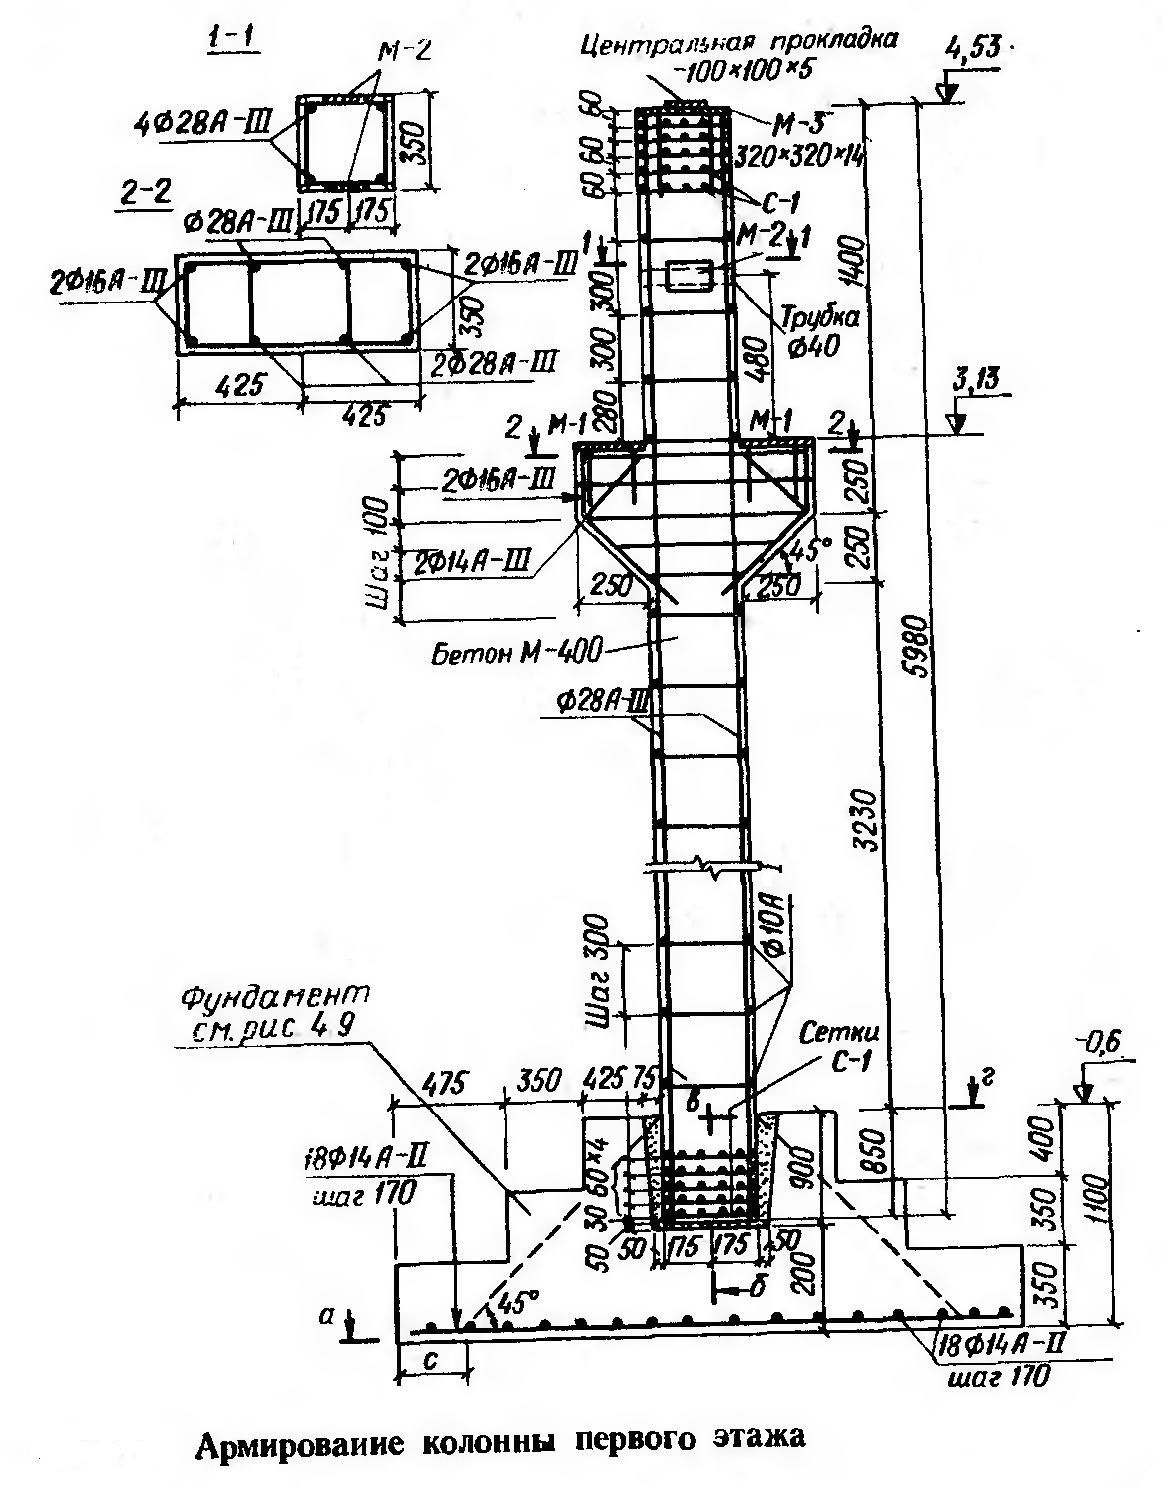 1-1
М-2
4Ф28А-III
350
175
175
2-2
Ф28А-III
2Ф16А-III
2Ф16А-III
350
2Ф28А-III
425
425
Центральная прокладка
-100×100×5
4,53
60
60
60
М-3
320×320×14
С-1
1
М-2
1
1400
300
300
280
Трубка
Ф40
480
3,13
2
М-1
М-1
2
2Ф16А-III
Шаг 100
2Ф14А-III
250
250
45°
250
250
5980
Бетон М-400
Ф28А-III
3230
Ф10А
Шаг 300
Фундамент
см. рис 4 9
Сетки
С-1
-0,6
г
475
350
425
75
в
18Ф14А-II
шаг 170
60×4
30
50
50
175
175
50
900
850
400
350
350
1100
200
б
45°
а
с
18Ф14А-II
шаг 170
Армирование колонны первого этажа